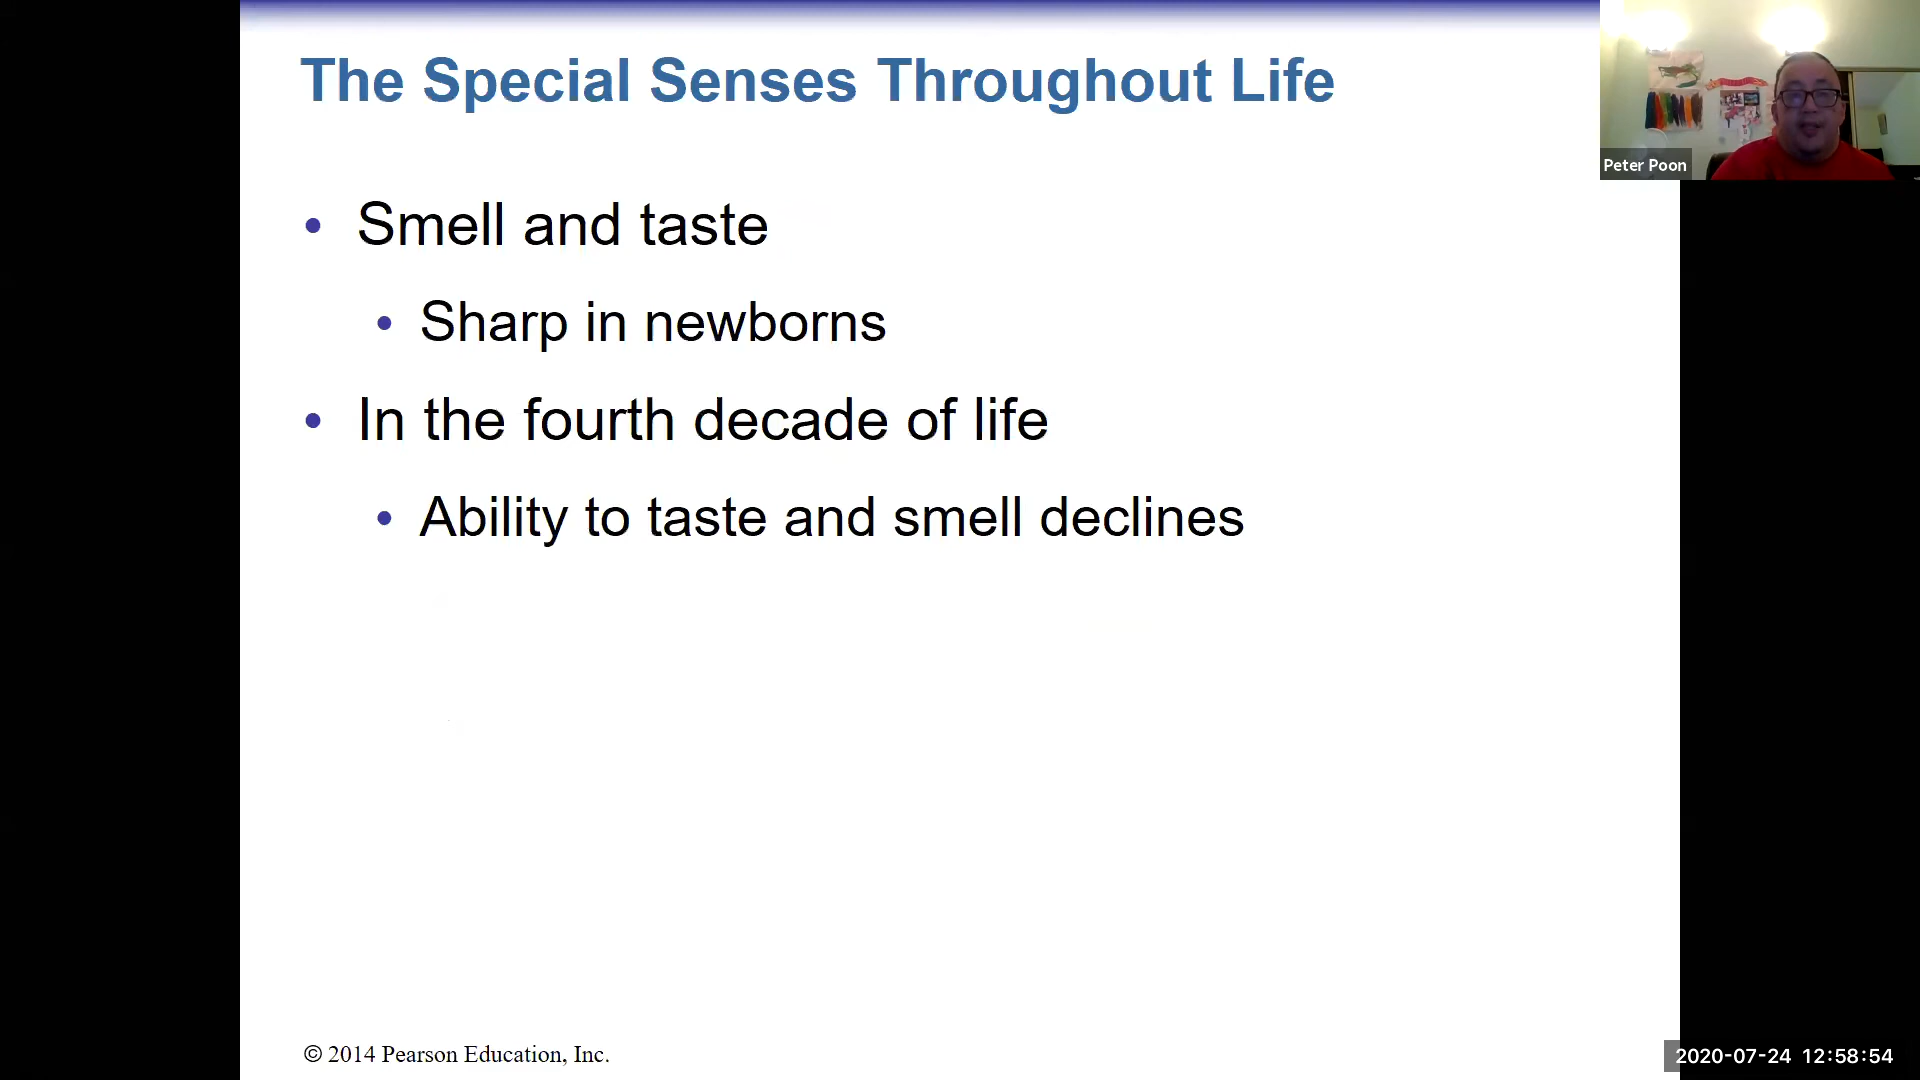 The Special Senses Throughout Life
Peter Poon
• Smell and taste
• Sharp in newborns
• In the fourth decade of life
• Ability to taste and smell declines
© 2014 Pearson Education, Inc.
2020-07-24 12:58:54